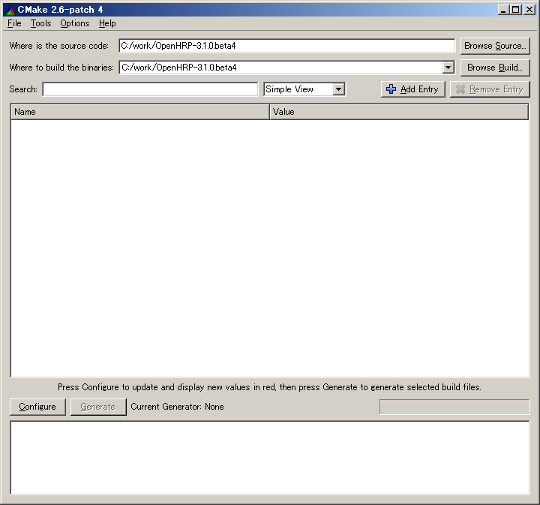 CMake 2.6-patch 4
File Tools Options Help
Where is the source code: C:/work/OpenHRP-3.1.0.beta4 Browse Source...
Where to build the binaries: C:/work/OpenHRP-3.1.0.beta4 Browse Build...
Search: Simple View Add Entry Remove Entry
Name Value
Press Configure to update and display new values in red, then press Generate to generate selected build files.
Configure Generate Current Generator: None